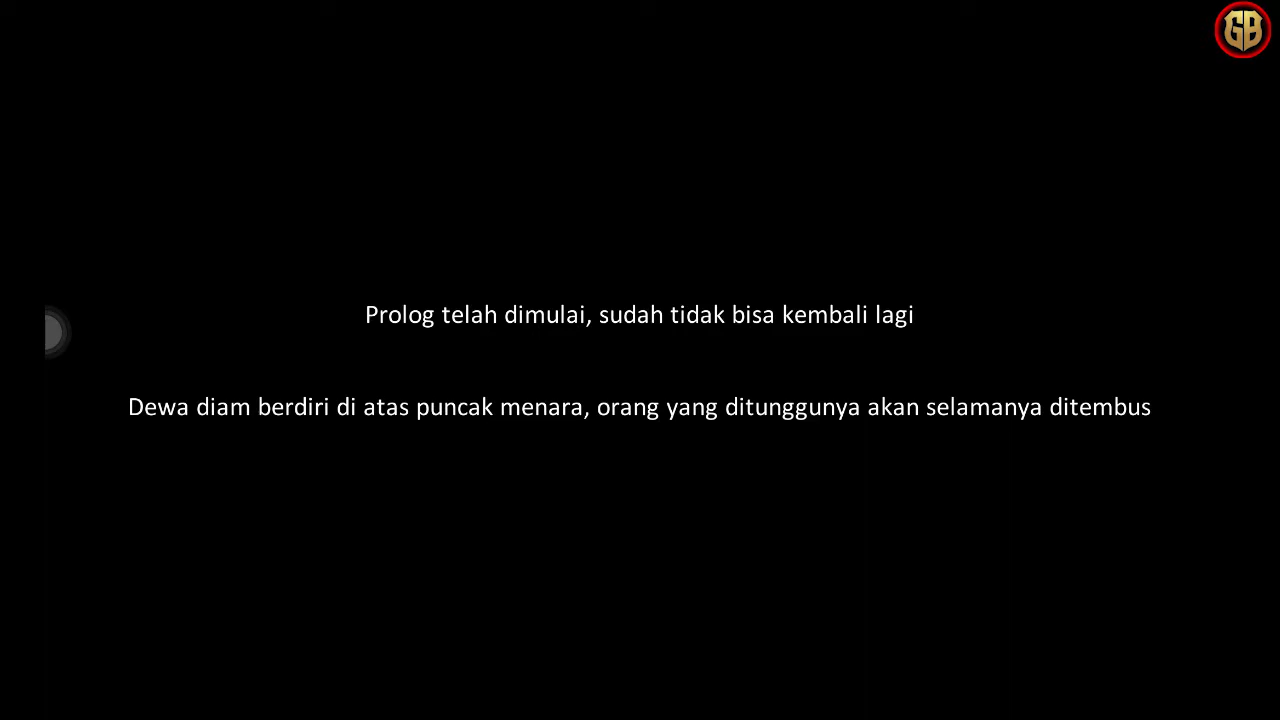 GB
Prolog telah dimulai, sudah tidak bisa kembali lagi
Dewa diam berdiri di atas puncak menara, orang yang ditunggunya akan selamanya ditembus